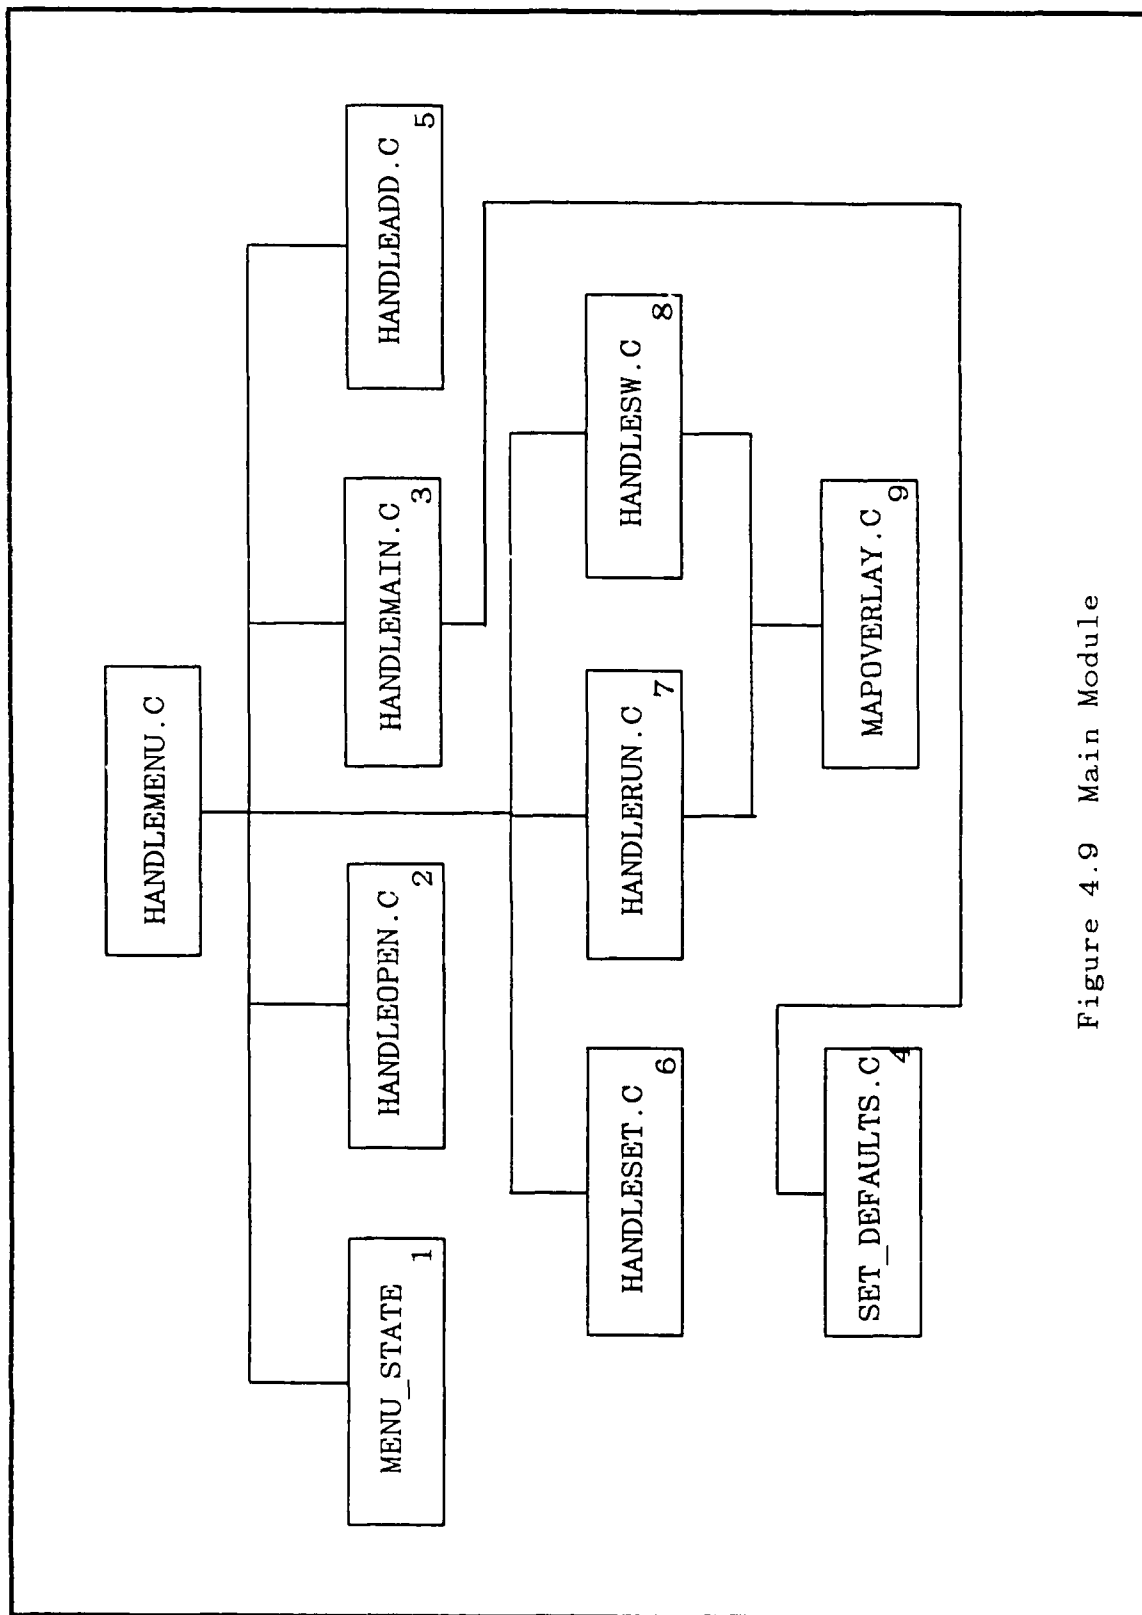 HANDLEMENU.C
MENU_STATE
1
HANDLEOPEN.C
2
HANDLEMAIN.C
3
HANDLEADD.C
5
HANDLESET.C
6
HANDLERUN.C
7
HANDLESW.C
8
SET_DEFAULTS.C
4
MAPOVERLAY.C
9
Figure 4.9 Main Module